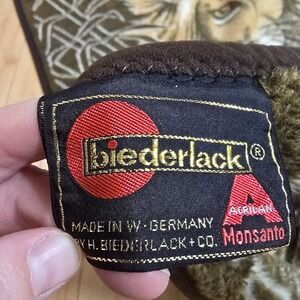 biederlack ®
A
ACRILAN
MADE IN W-GERMANY
BY H. BIEDERLACK + CO.
Monsanto